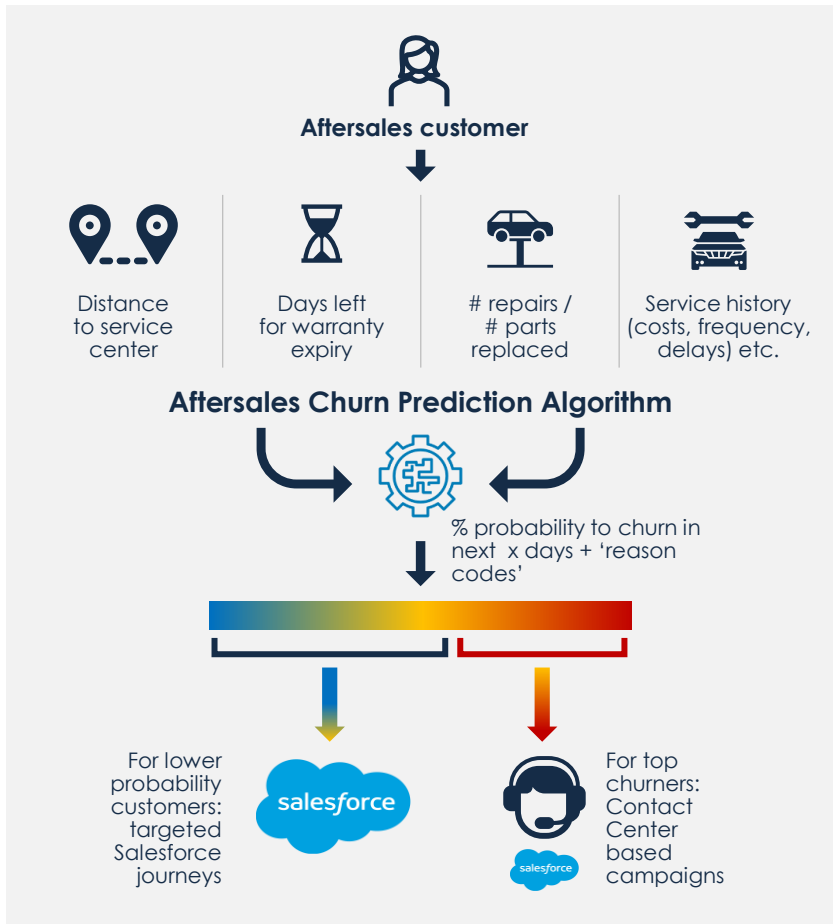 Aftersales customer
Distance
to service
center
Days left
for warranty
expiry
# repairs /
# parts
replaced
Service history
(costs, frequency,
delays) etc.
Aftersales Churn Prediction Algorithm
% probability to churn in
next  x days + ‘reason
codes’
For lower
probability
customers:
targeted
Salesforce
journeys
salesforce
For top
churners:
Contact
Center
based
campaigns
salesforce